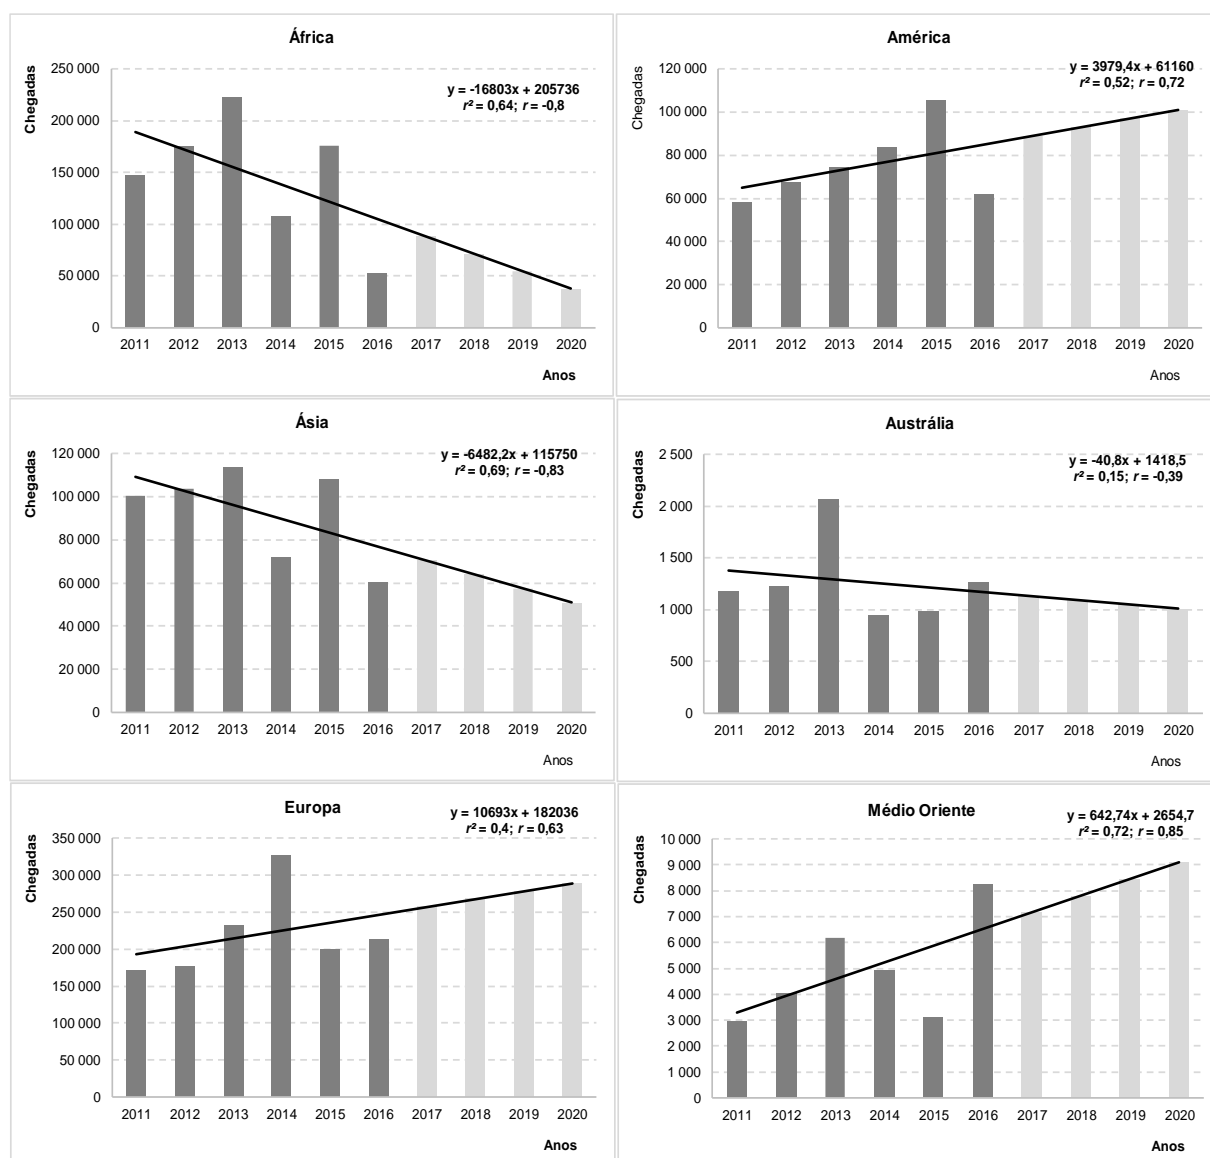 África
Chegadas
y = -16803x + 205736
r² = 0,64; r = -0,8
250 000
200 000
150 000
100 000
50 000
0
2011 2012 2013 2014 2015 2016 2017 2018 2019 2020
Anos
América
Chegadas
y = 3979,4x + 61160
r² = 0,52; r = 0,72
120 000
100 000
80 000
60 000
40 000
20 000
0
2011 2012 2013 2014 2015 2016 2017 2018 2019 2020
Anos
Ásia
Chegadas
y = -6482,2x + 115750
r² = 0,69; r = -0,83
120 000
100 000
80 000
60 000
40 000
20 000
0
2011 2012 2013 2014 2015 2016 2017 2018 2019 2020
Anos
Austrália
Chegadas
y = -40,8x + 1418,5
r² = 0,15; r = -0,39
2 500
2 000
1 500
1 000
500
0
2011 2012 2013 2014 2015 2016 2017 2018 2019 2020
Anos
Europa
Chegadas
y = 10693x + 182036
r² = 0,4; r = 0,63
350 000
300 000
250 000
200 000
150 000
100 000
50 000
0
2011 2012 2013 2014 2015 2016 2017 2018 2019 2020
Anos
Médio Oriente
Chegadas
y = 642,74x + 2654,7
r² = 0,72; r = 0,85
10 000
9 000
8 000
7 000
6 000
5 000
4 000
3 000
2 000
1 000
0
2011 2012 2013 2014 2015 2016 2017 2018 2019 2020
Anos